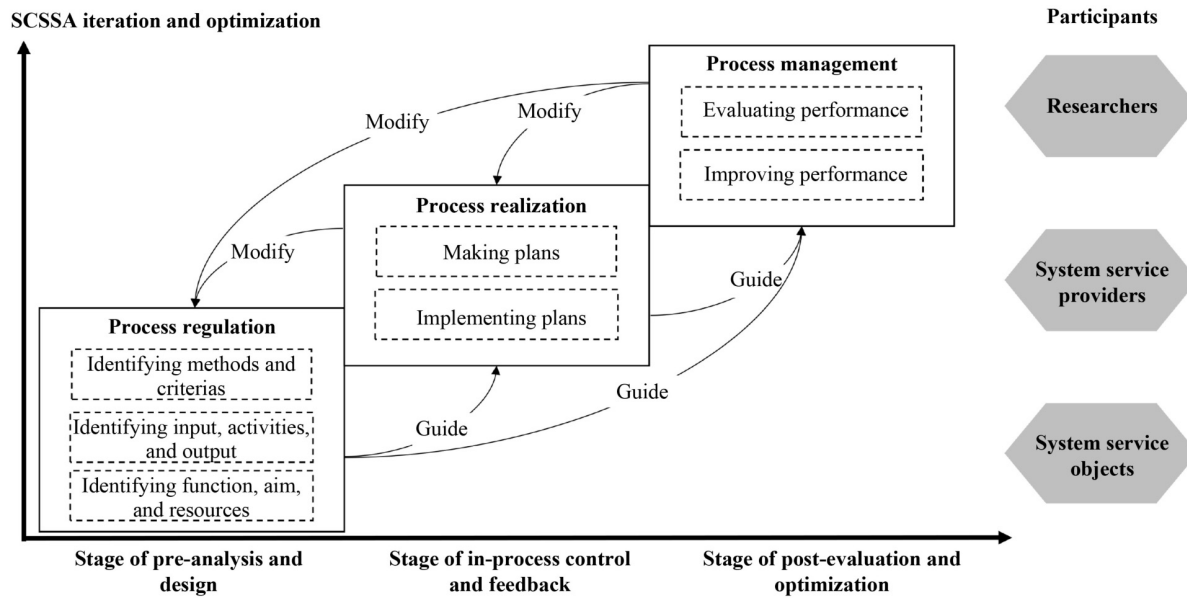 SCSSA iteration and optimization
Participants
Process management
Evaluating performance
Improving performance
Modify
Modify
Researchers
Process realization
Making plans
Implementing plans
Modify
Guide
System service
providers
Process regulation
Identifying methods and
criterias
Identifying input, activities,
and output
Identifying function, aim,
and resources
Guide
Guide
System service
objects
Stage of pre-analysis and
design
Stage of in-process control
and feedback
Stage of post-evaluation and
optimization